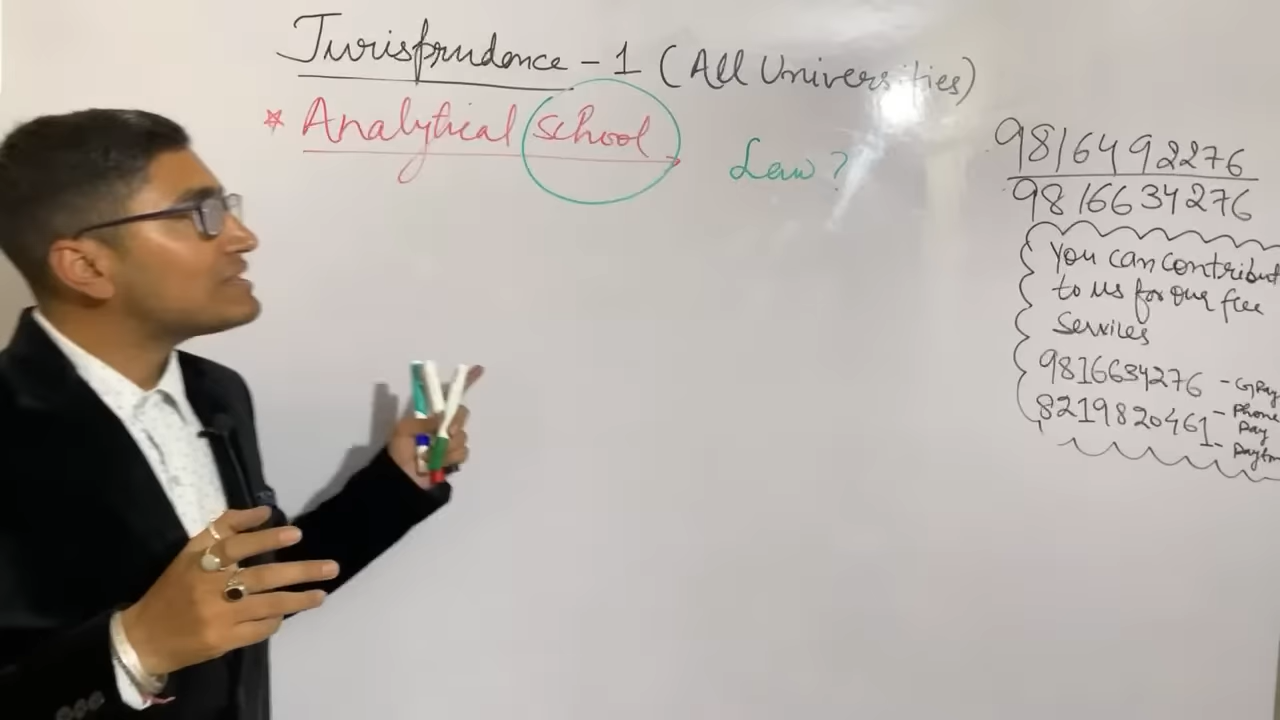 Jurisprudence - 1 (All Universities)
* Analytical School
Law ?
9816492276
9816634276
You can contribut
to us for our free
Services
9816634276 - GPay
8219820461 - Phone
Pay
- Paytm